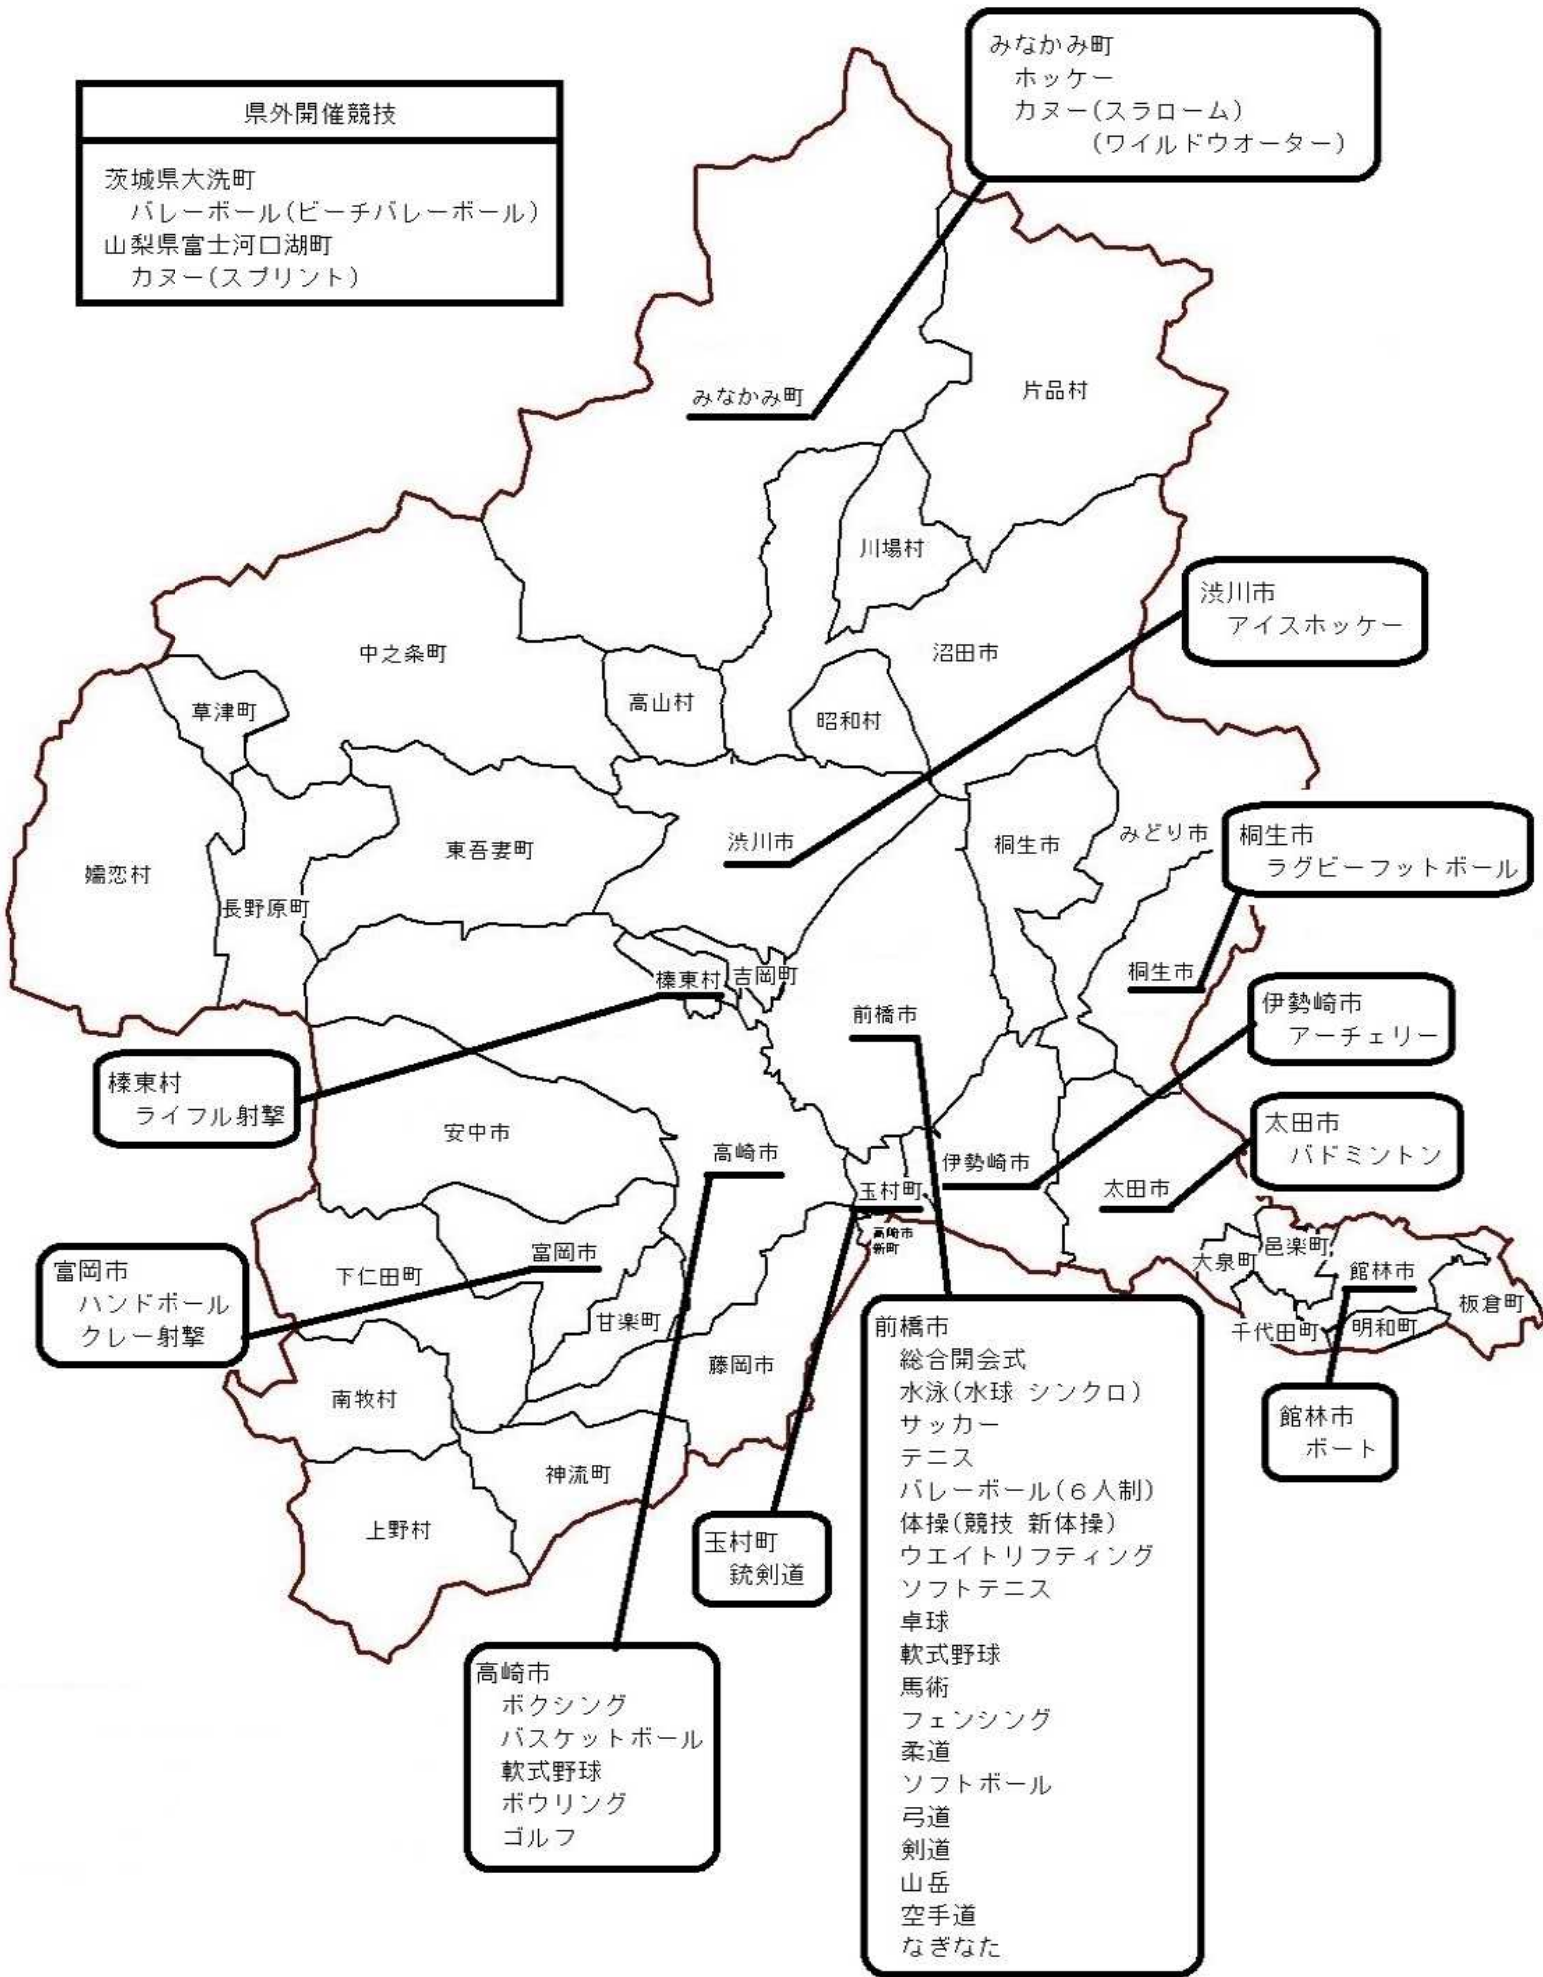 県外開催競技
茨城県大洗町
バレーボール(ビーチバレーボール)
山梨県富士河口湖町
カヌー(スプリント)
みなかみ町
ホッケー
カヌー(スラローム)
(ワイルドウオーター)
みなかみ町
片品村
川場村
渋川市
アイスホッケー
中之条町
沼田市
草津町
高山村
昭和村
嬬恋村
長野原町
東吾妻町
渋川市
桐生市
みどり市
桐生市
ラグビーフットボール
榛東村
吉岡町
桐生市
前橋市
伊勢崎市
アーチェリー
榛東村
ライフル射撃
安中市
高崎市
伊勢崎市
玉村町
太田市
太田市
バドミントン
高崎市
新町
富岡市
ハンドボール
クレー射撃
下仁田町
富岡市
甘楽町
大泉町
邑楽町
館林市
板倉町
千代田町
明和町
南牧村
藤岡市
神流町
上野村
館林市
ボート
玉村町
銃剣道
前橋市
総合開会式
水泳(水球 シンクロ)
サッカー
テニス
バレーボール(６人制)
体操(競技 新体操)
ウエイトリフティング
ソフトテニス
卓球
軟式野球
馬術
フェンシング
柔道
ソフトボール
弓道
剣道
山岳
空手道
なぎなた
高崎市
ボクシング
バスケットボール
軟式野球
ボウリング
ゴルフ